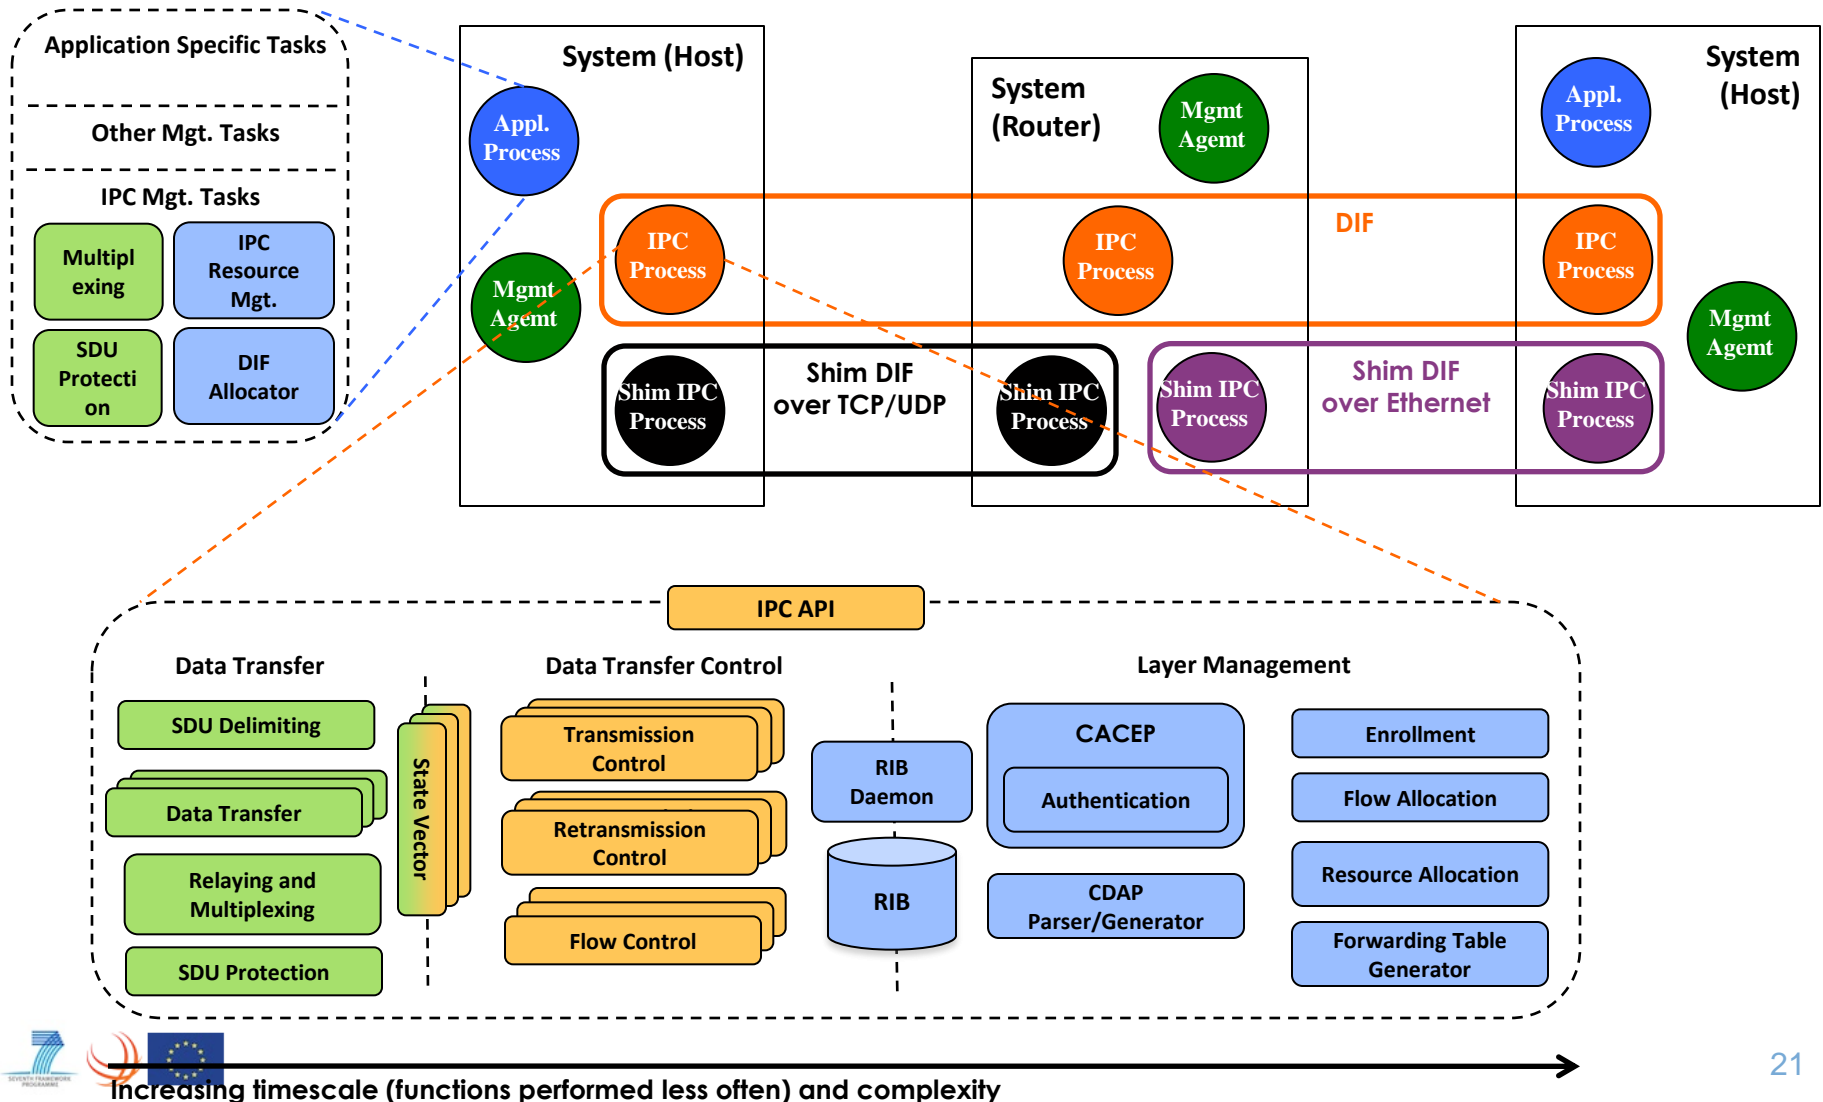 Application Specific Tasks
Other Mgt. Tasks
IPC Mgt. Tasks
Multipl
exing
IPC
Resource
Mgt.
SDU
Protecti
on
DIF
Allocator
System (Host)
Appl.
Process
Mgmt
Agemt
IPC
Process
Shim IPC
Process
Shim DIF
over TCP/UDP
System
(Router)
Mgmt
Agemt
IPC
Process
Shim IPC
Process
Shim IPC
Process
DIF
Shim DIF
over Ethernet
System
(Host)
Appl.
Process
IPC
Process
Mgmt
Agemt
Shim IPC
Process
IPC API
Data Transfer
SDU Delimiting
Data Transfer
Relaying and
Multiplexing
SDU Protection
State Vector
Data Transfer Control
Transmission
Control
Retransmission
Control
Flow Control
RIB
Daemon
RIB
Layer Management
CACEP
Authentication
CDAP
Parser/Generator
Enrollment
Flow Allocation
Resource Allocation
Forwarding Table
Generator
SEVENTH FRAMEWORK
PROGRAMME
Increasing timescale (functions performed less often) and complexity
21